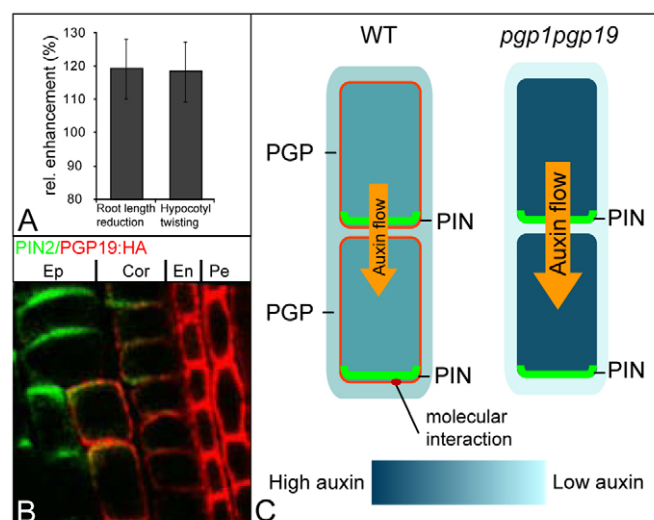 A
rel. enhancement (%)
130
120
110
100
90
80
Root length
reduction
Hypocotyl
twisting
PIN2/PGP19:HA
Ep
Cor
En
Pe
B
WT
pgp1pgp19
PGP
PIN
Auxin flow
PGP
PIN
Auxin flow
PIN
PIN
molecular
interaction
High auxin
Low auxin
C